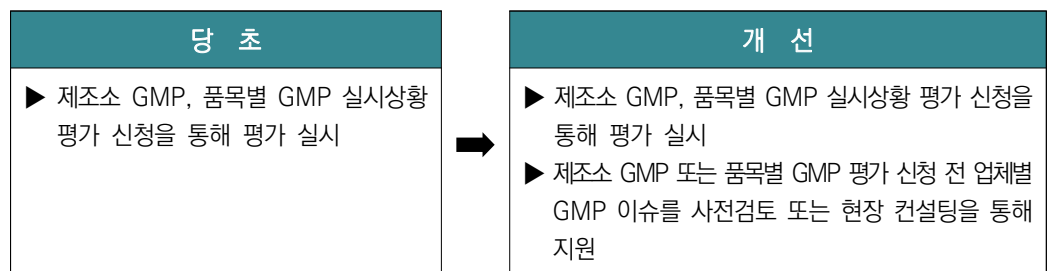 당 초
▶ 제조소 GMP, 품목별 GMP 실시상황
평가 신청을 통해 평가 실시
➡
개 선
▶ 제조소 GMP, 품목별 GMP 실시상황 평가 신청을
통해 평가 실시
▶ 제조소 GMP 또는 품목별 GMP 평가 신청 전 업체별
GMP 이슈를 사전검토 또는 현장 컨설팅을 통해
지원